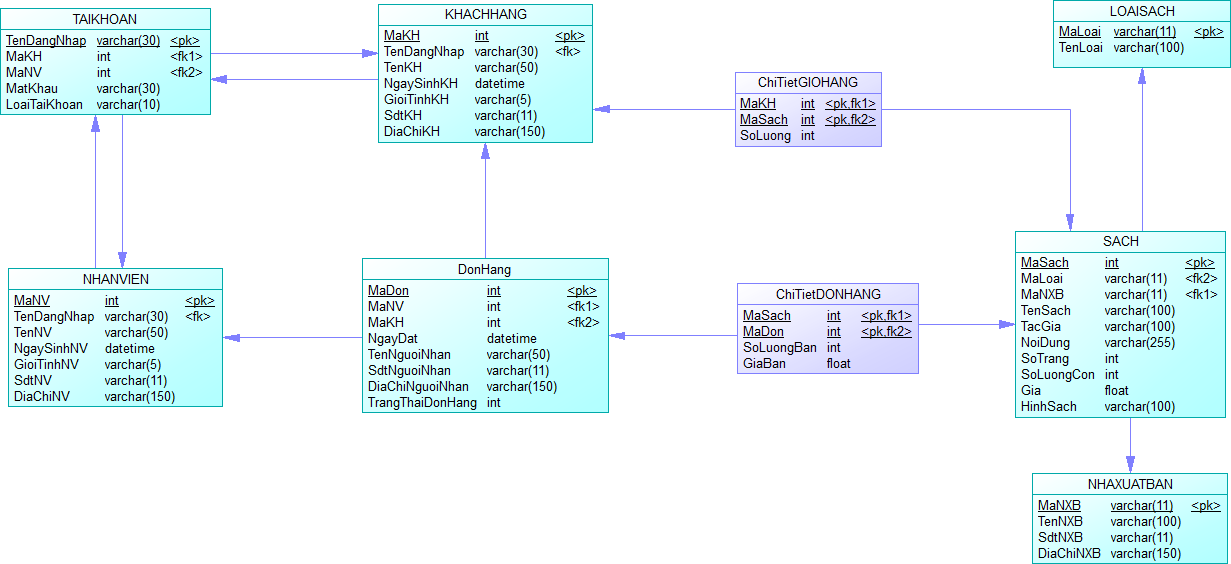 TAIKHOAN
TenDangNhap varchar(30) <pk>
MaKH int <fk1>
MaNV int <fk2>
MatKhau varchar(30)
LoaiTaiKhoan varchar(10)
KHACHHANG
MaKH int <pk>
TenDangNhap varchar(30) <fk>
TenKH varchar(50)
NgaySinhKH datetime
GioiTinhKH varchar(5)
SdtKH varchar(11)
DiaChiKH varchar(150)
ChiTietGIOHANG
MaKH int <pk,fk1>
MaSach int <pk,fk2>
SoLuong int
LOAISACH
MaLoai varchar(11) <pk>
TenLoai varchar(100)
NHANVIEN
MaNV int <pk>
TenDangNhap varchar(30) <fk>
TenNV varchar(50)
NgaySinhNV datetime
GioiTinhNV varchar(5)
SdtNV varchar(11)
DiaChiNV varchar(150)
DonHang
MaDon int <pk>
MaNV int <fk1>
MaKH int <fk2>
NgayDat datetime
TenNguoiNhan varchar(50)
SdtNguoiNhan varchar(11)
DiaChiNguoiNhan varchar(150)
TrangThaiDonHang int
ChiTietDONHANG
MaSach int <pk,fk1>
MaDon int <pk,fk2>
SoLuongBan int
GiaBan float
SACH
MaSach int <pk>
MaLoai varchar(11) <fk2>
MaNXB varchar(11) <fk1>
TenSach varchar(100)
TacGia varchar(100)
NoiDung varchar(255)
SoTrang int
SoLuongCon int
Gia float
HinhSach varchar(100)
NHAXUATBAN
MaNXB varchar(11) <pk>
TenNXB varchar(100)
SdtNXB varchar(11)
DiaChiNXB varchar(150)